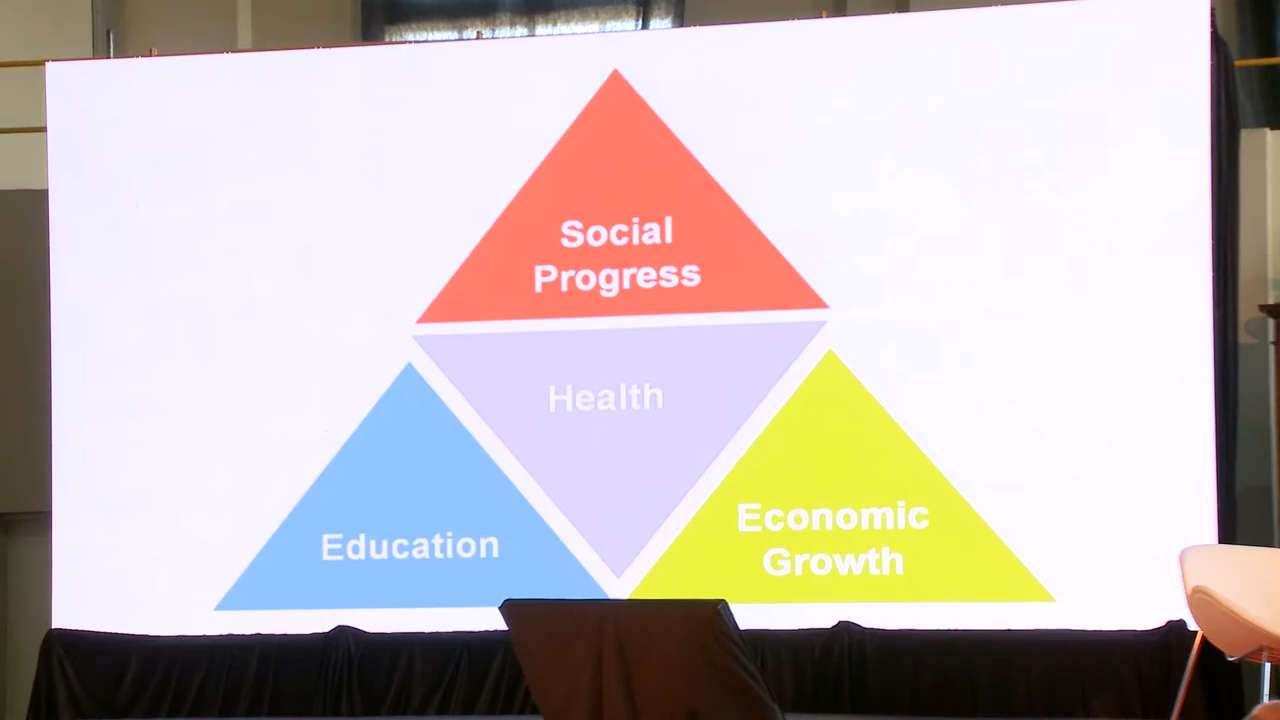 Social
Progress
Health
Education
Economic
Growth